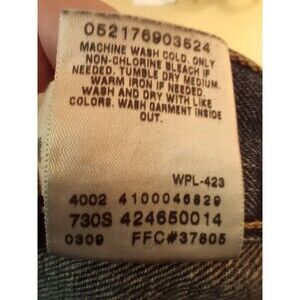 052176903524
MACHINE WASH COLD. ONLY
NON-CHLORINE BLEACH IF
NEEDED. TUMBLE DRY MEDIUM.
WARM IRON IF NEEDED.
WASH AND DRY WITH LIKE
COLORS. WASH GARMENT INSIDE
OUT.
WPL-423
4002 4100046829
730S 424650014
0309 FFC#37805